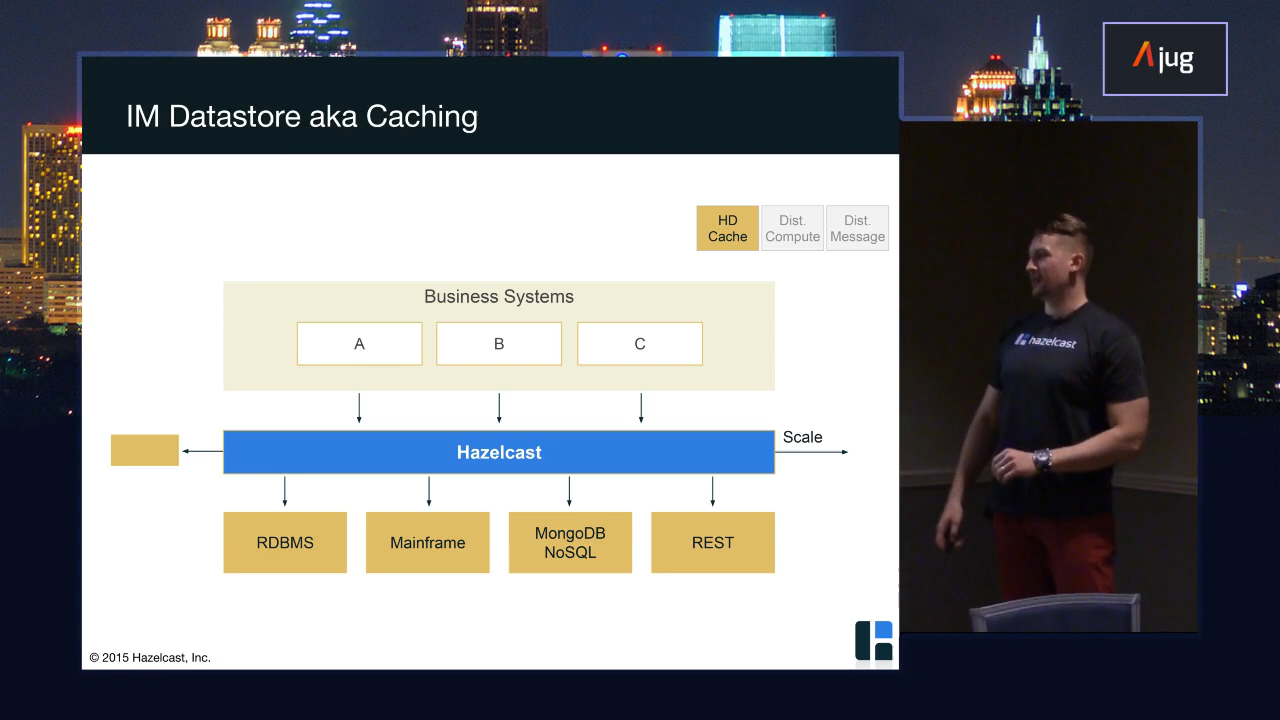 Ajug
IM Datastore aka Caching
HD
Cache
Dist.
Compute
Dist.
Message
Business Systems
A
B
C
Hazelcast
Scale
RDBMS
Mainframe
MongoDB
NoSQL
REST
hazelcast
© 2015 Hazelcast, Inc.